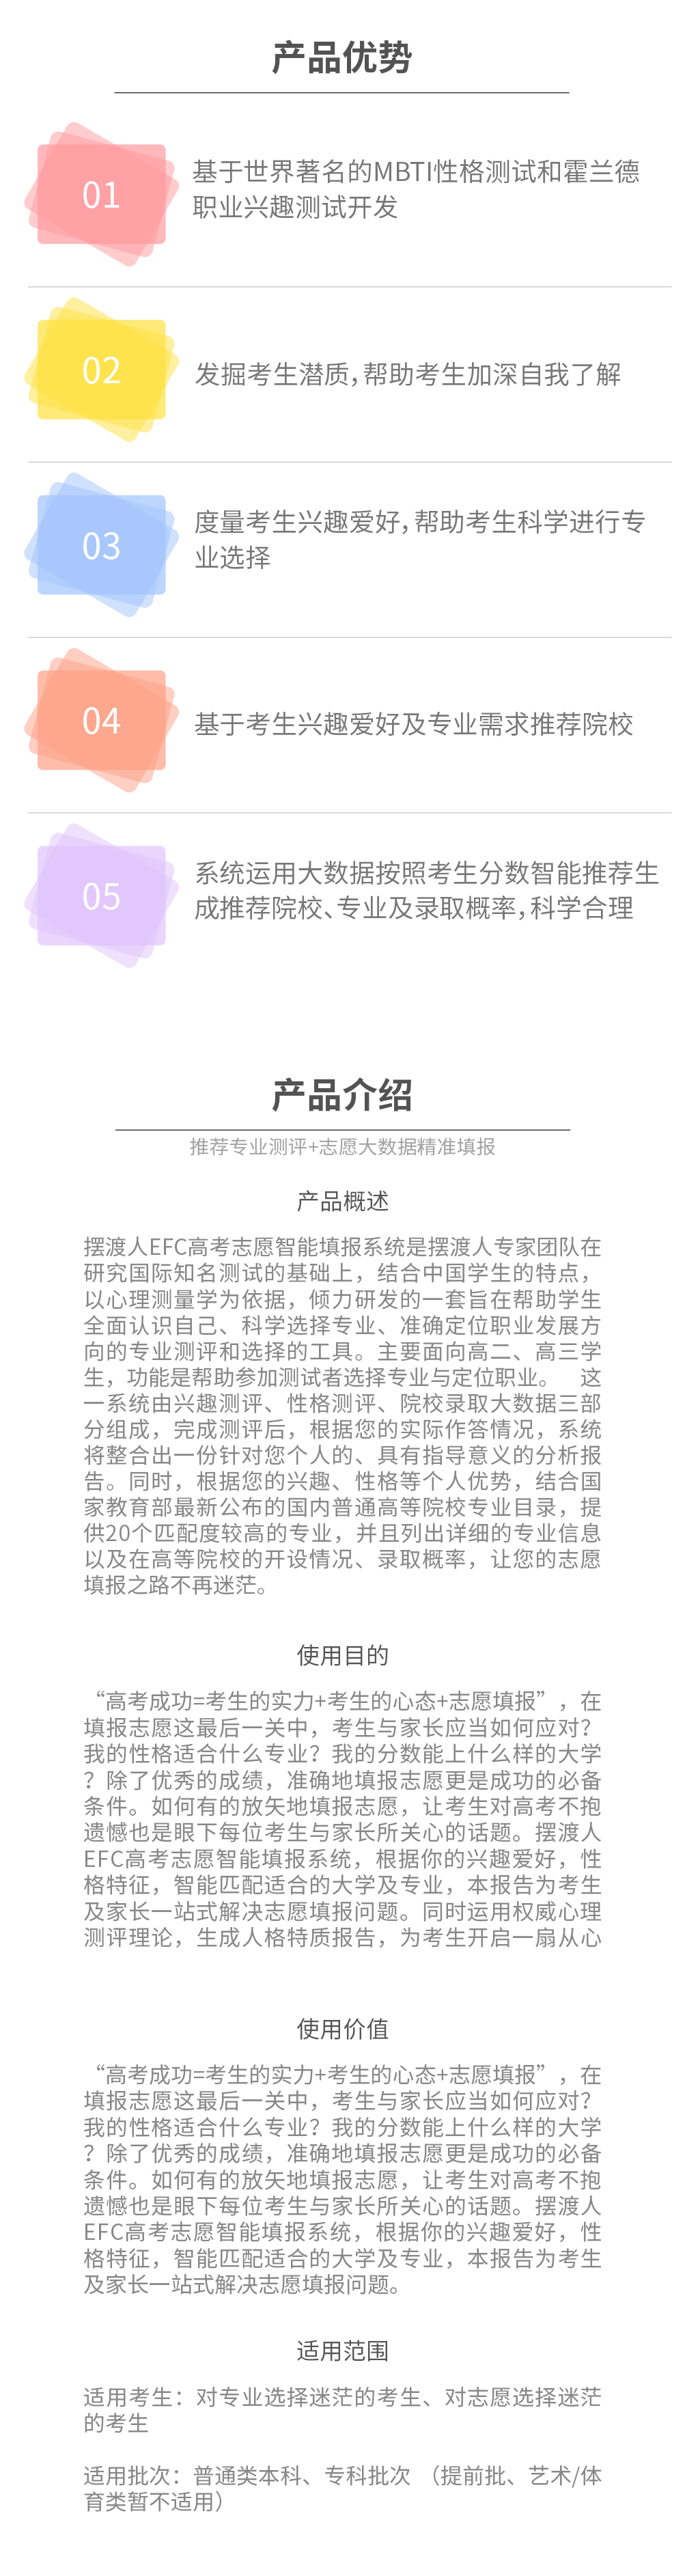 产品优势
01
基于世界著名的MBTI性格测试和霍兰德
职业兴趣测试开发
02
发掘考生潜质，帮助考生加深自我了解
03
度量考生兴趣爱好，帮助考生科学进行专
业选择
04
基于考生兴趣爱好及专业需求推荐院校
05
系统运用大数据按照考生分数智能推荐生
成推荐院校、专业及录取概率，科学合理
产品介绍
推荐专业测评+志愿大数据精准填报
产品概述
摆渡人EFC高考志愿智能填报系统是摆渡人专家团队在
研究国际知名测试的基础上，结合中国学生的特点，
以心理测量学为依据，倾力研发的一套旨在帮助学生
全面认识自己、科学选择专业、准确定位职业发展方
向的专业测评和选择的工具。主要面向高二、高三学
生，功能是帮助参加测试者选择专业与定位职业。 这
一系统由兴趣测评、性格测评、院校录取大数据三部
分组成，完成测评后，根据您的实际作答情况，系统
将整合出一份针对您个人的、具有指导意义的分析报
告。同时，根据您的兴趣、性格等个人优势，结合国
家教育部最新公布的国内普通高等院校专业目录，提
供20个匹配度较高的专业，并且列出详细的专业信息
以及在高等院校的开设情况、录取概率，让您的志愿
填报之路不再迷茫。
使用目的
“高考成功=考生的实力+考生的心态+志愿填报”，在
填报志愿这最后一关中，考生与家长应当如何应对？
我的性格适合什么专业？我的分数能上什么样的大学
？除了优秀的成绩，准确地填报志愿更是成功的必备
条件。如何有的放矢地填报志愿，让考生对高考不抱
遗憾也是眼下每位考生与家长所关心的话题。摆渡人
EFC高考志愿智能填报系统，根据你的兴趣爱好，性
格特征，智能匹配适合的大学及专业，本报告为考生
及家长一站式解决志愿填报问题。同时运用权威心理
测评理论，生成人格特质报告，为考生开启一扇从心
使用价值
“高考成功=考生的实力+考生的心态+志愿填报”，在
填报志愿这最后一关中，考生与家长应当如何应对？
我的性格适合什么专业？我的分数能上什么样的大学
？除了优秀的成绩，准确地填报志愿更是成功的必备
条件。如何有的放矢地填报志愿，让考生对高考不抱
遗憾也是眼下每位考生与家长所关心的话题。摆渡人
EFC高考志愿智能填报系统，根据你的兴趣爱好，性
格特征，智能匹配适合的大学及专业，本报告为考生
及家长一站式解决志愿填报问题。
适用范围
适用考生：对专业选择迷茫的考生、对志愿选择迷茫
的考生
适用批次：普通类本科、专科批次 （提前批、艺术/体
育类暂不适用）